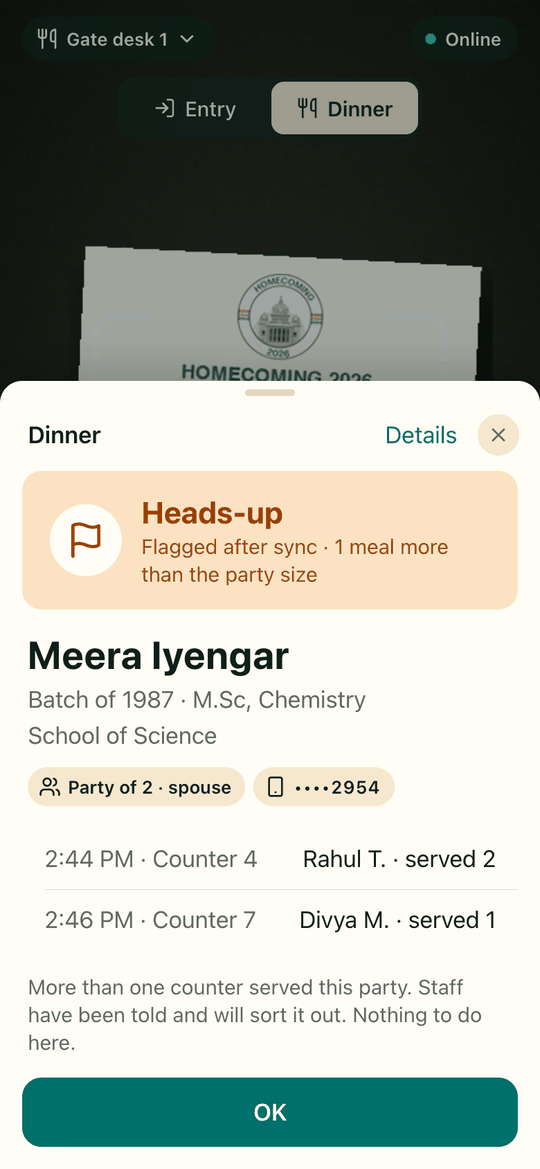 Gate desk 1
Online
Entry
Dinner
HOMECOMING
2026
HOMECOMING 2026
Dinner
Details
Heads-up
Flagged after sync · 1 meal more
than the party size
Meera Iyengar
Batch of 1987 · M.Sc, Chemistry
School of Science
Party of 2 · spouse
••••2954
2:44 PM · Counter 4
Rahul T. · served 2
2:46 PM · Counter 7
Divya M. · served 1
More than one counter served this party. Staff
have been told and will sort it out. Nothing to do
here.
OK